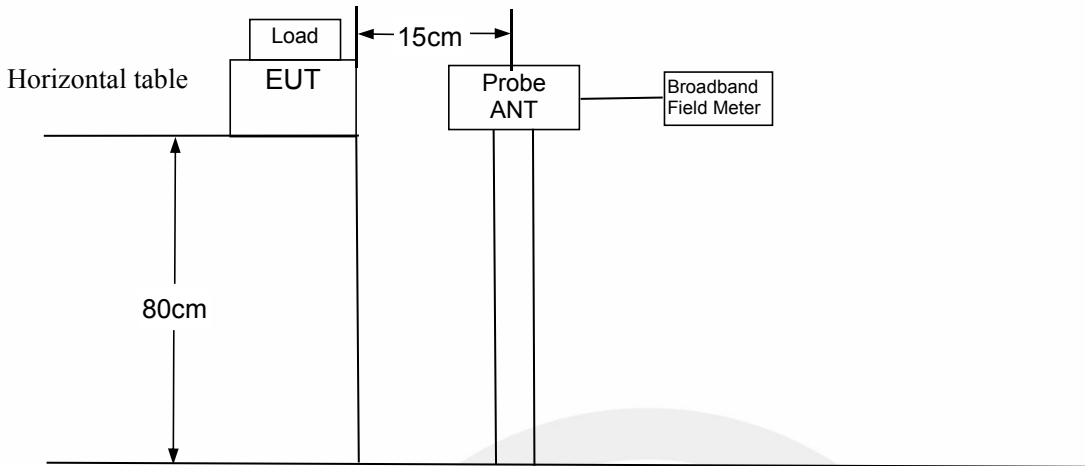 Load
15cm
Horizontal table
EUT
Probe
ANT
Broadband
Field Meter
80cm